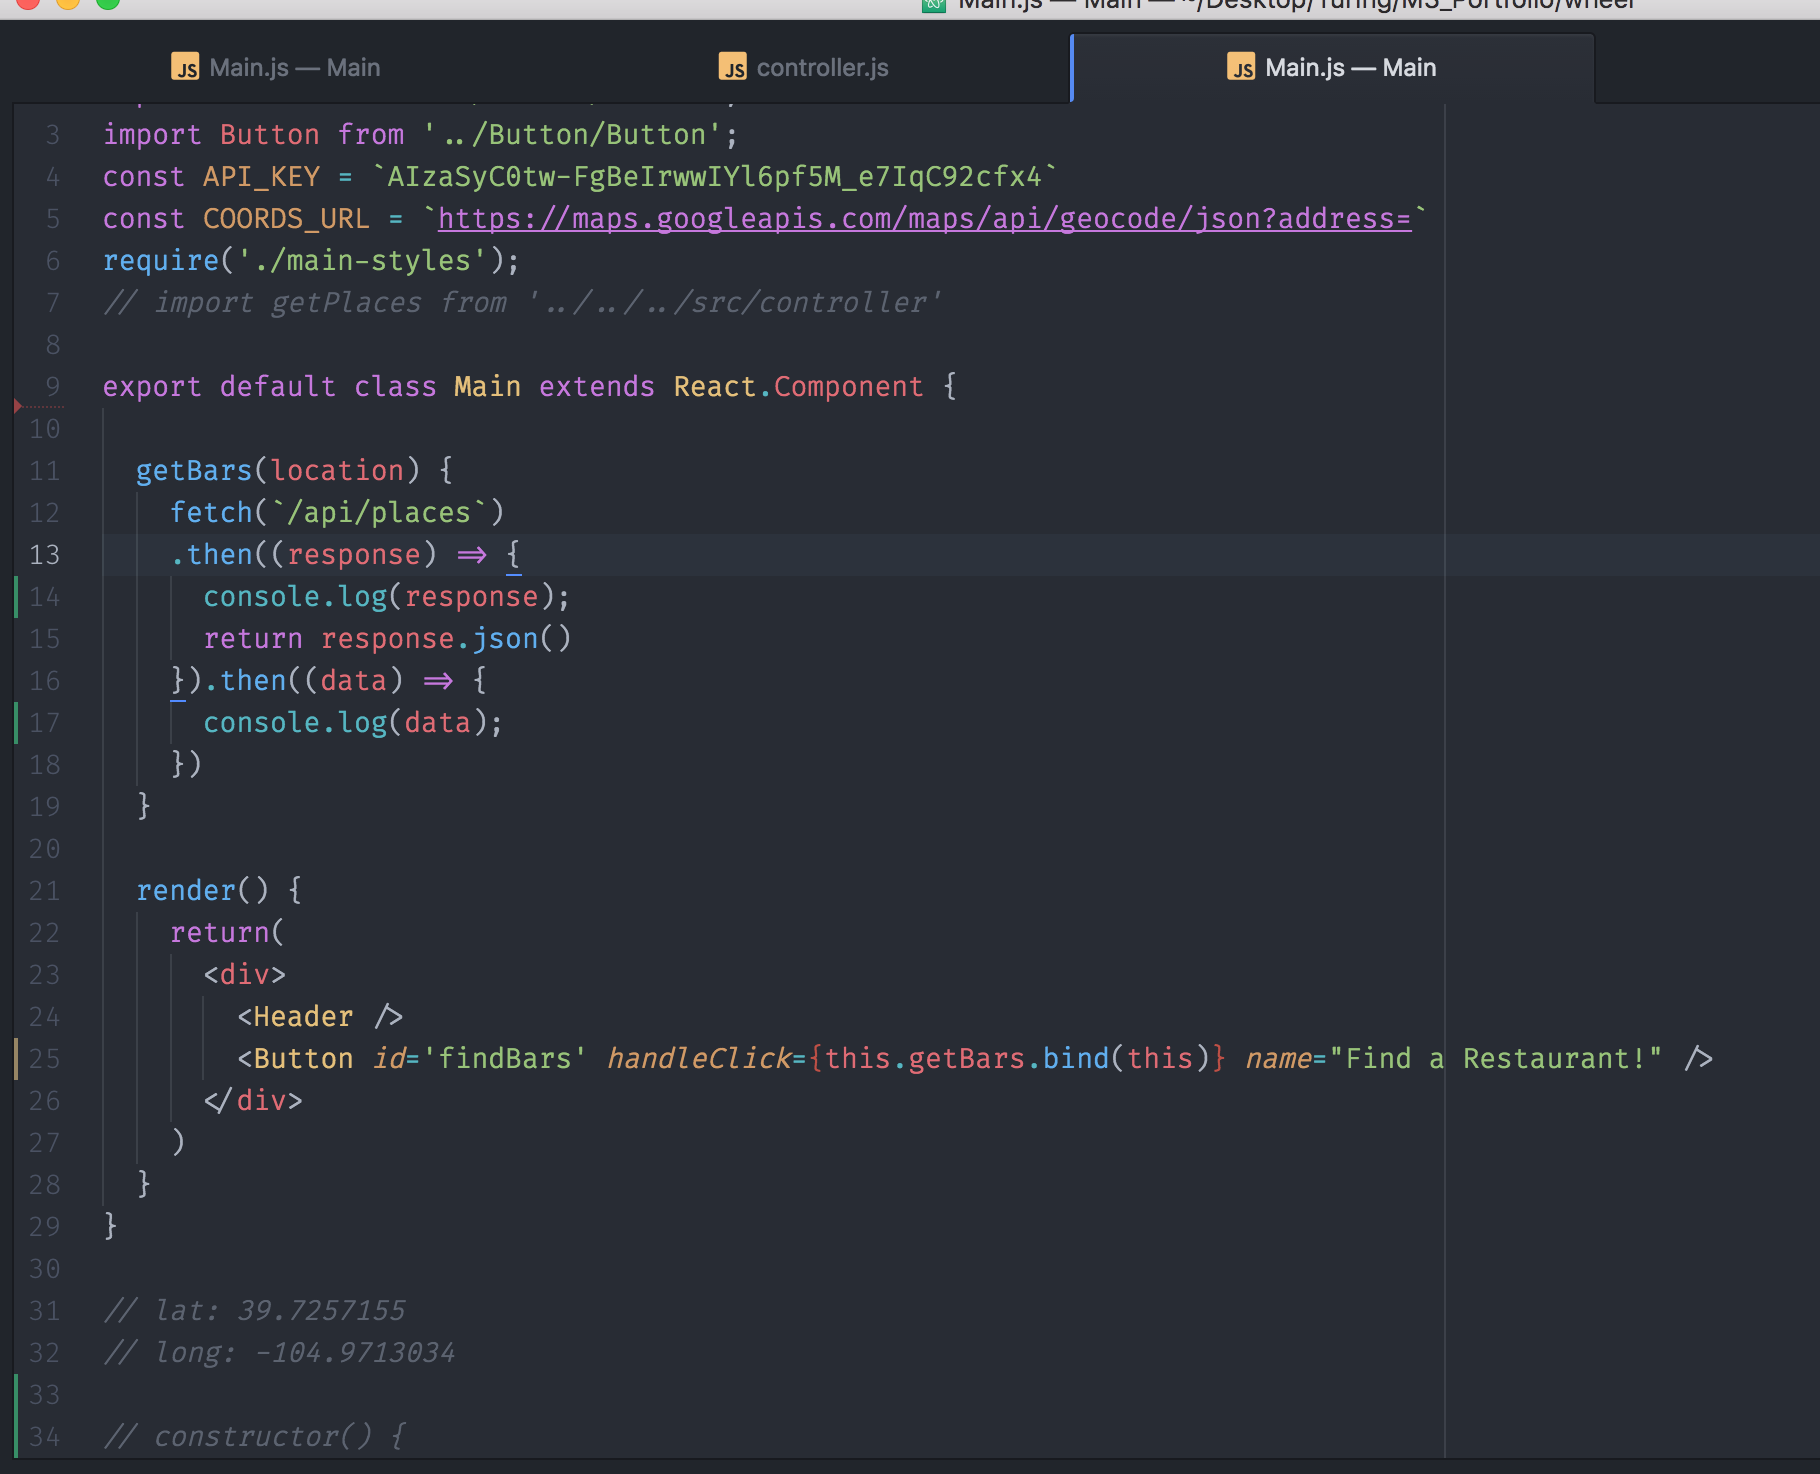 Main.js — Main — ~/Desktop/Turing/M3_Portfolio/wheel
JS Main.js — Main
JS controller.js
JS Main.js — Main
3 import Button from '../Button/Button';
4 const API_KEY = `AIzaSyC0tw-FgBeIrwwIYl6pf5M_e7IqC92cfx4`
5 const COORDS_URL = `https://maps.googleapis.com/maps/api/geocode/json?address=`
6 require('./main-styles');
7 // import getPlaces from '../../../src/controller'
8
9 export default class Main extends React.Component {
10
11 getBars(location) {
12 fetch(`/api/places`)
13 .then((response) => {
14 console.log(response);
15 return response.json()
16 }).then((data) => {
17 console.log(data);
18 })
19 }
20
21 render() {
22 return(
23 <div>
24 <Header />
25 <Button id='findBars' handleClick={this.getBars.bind(this)} name="Find a Restaurant!" />
26 </div>
27 )
28 }
29 }
30
31 // lat: 39.7257155
32 // long: -104.9713034
33
34 // constructor() {